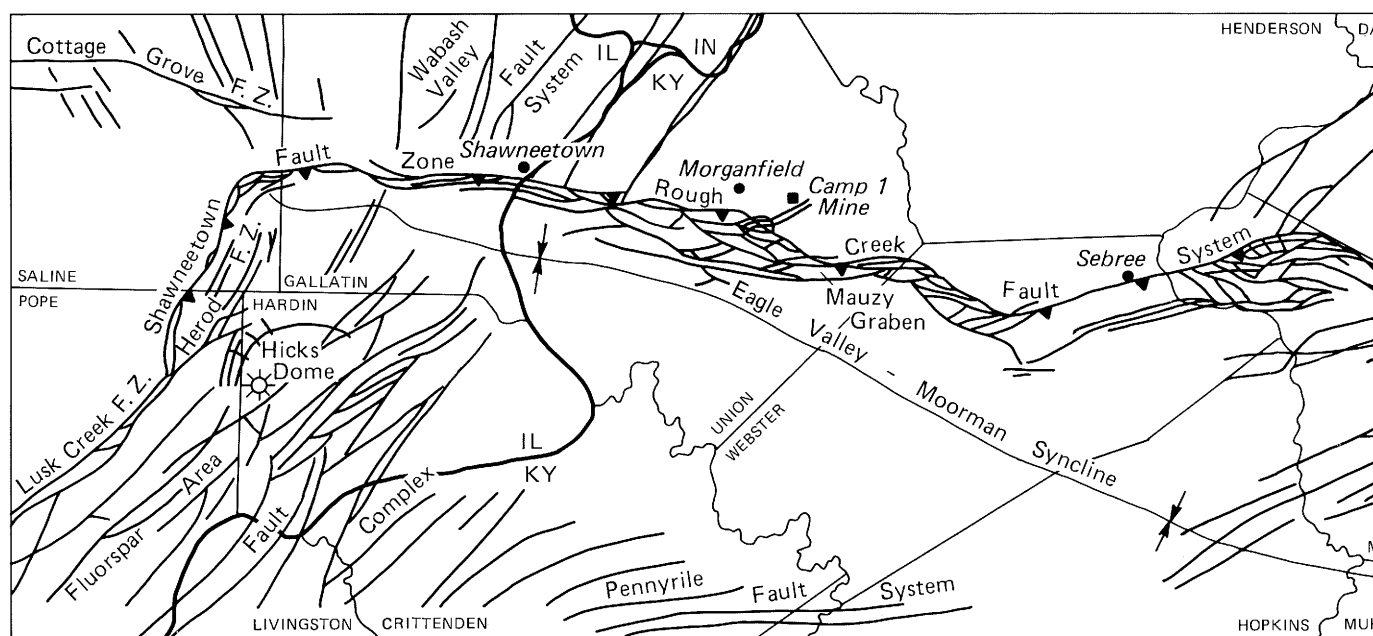 HENDERSON
DA
Cottage
Grove
F. Z.
Wabash
Valley
Fault
System
IL
IN
KY
Shawneetown
Fault
Zone
Morganfield
Camp 1
Mine
Rough
Creek
Sebree
System
Fault
Mauzy
Graben
SALINE
POPE
GALLATIN
HARDIN
Shawneetown
Herod
F. Z.
Hicks
Dome
Eagle
Valley
-
Moorman
Syncline
UNION
WEBSTER
Lusk Creek F. Z.
IL
KY
Fluorspar
Area
Fault
Complex
Pennyrile
Fault
System
LIVINGSTON
CRITTENDEN
HOPKINS